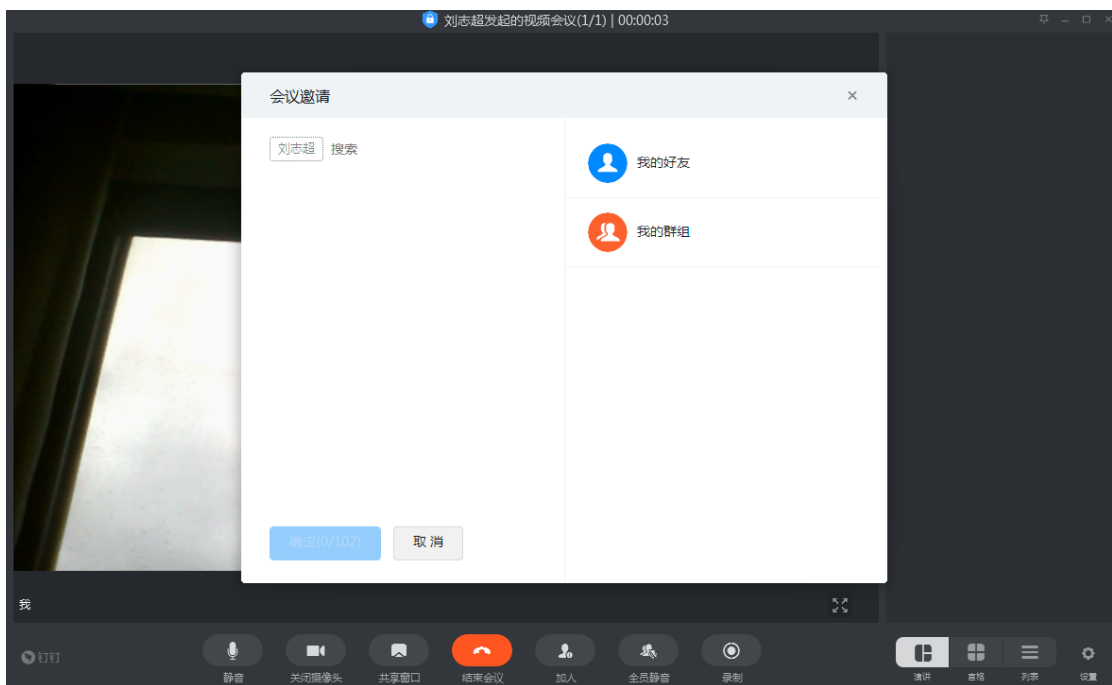 刘志超发起的视频会议(1/1) | 00:00:03
会议邀请
刘志超 搜索
我的好友
我的群组
确定(0/102) 取 消
我
钉钉
静音 关闭摄像头 共享窗口 结束会议 加人 全员静音 录制 演讲 宫格 列表 设置